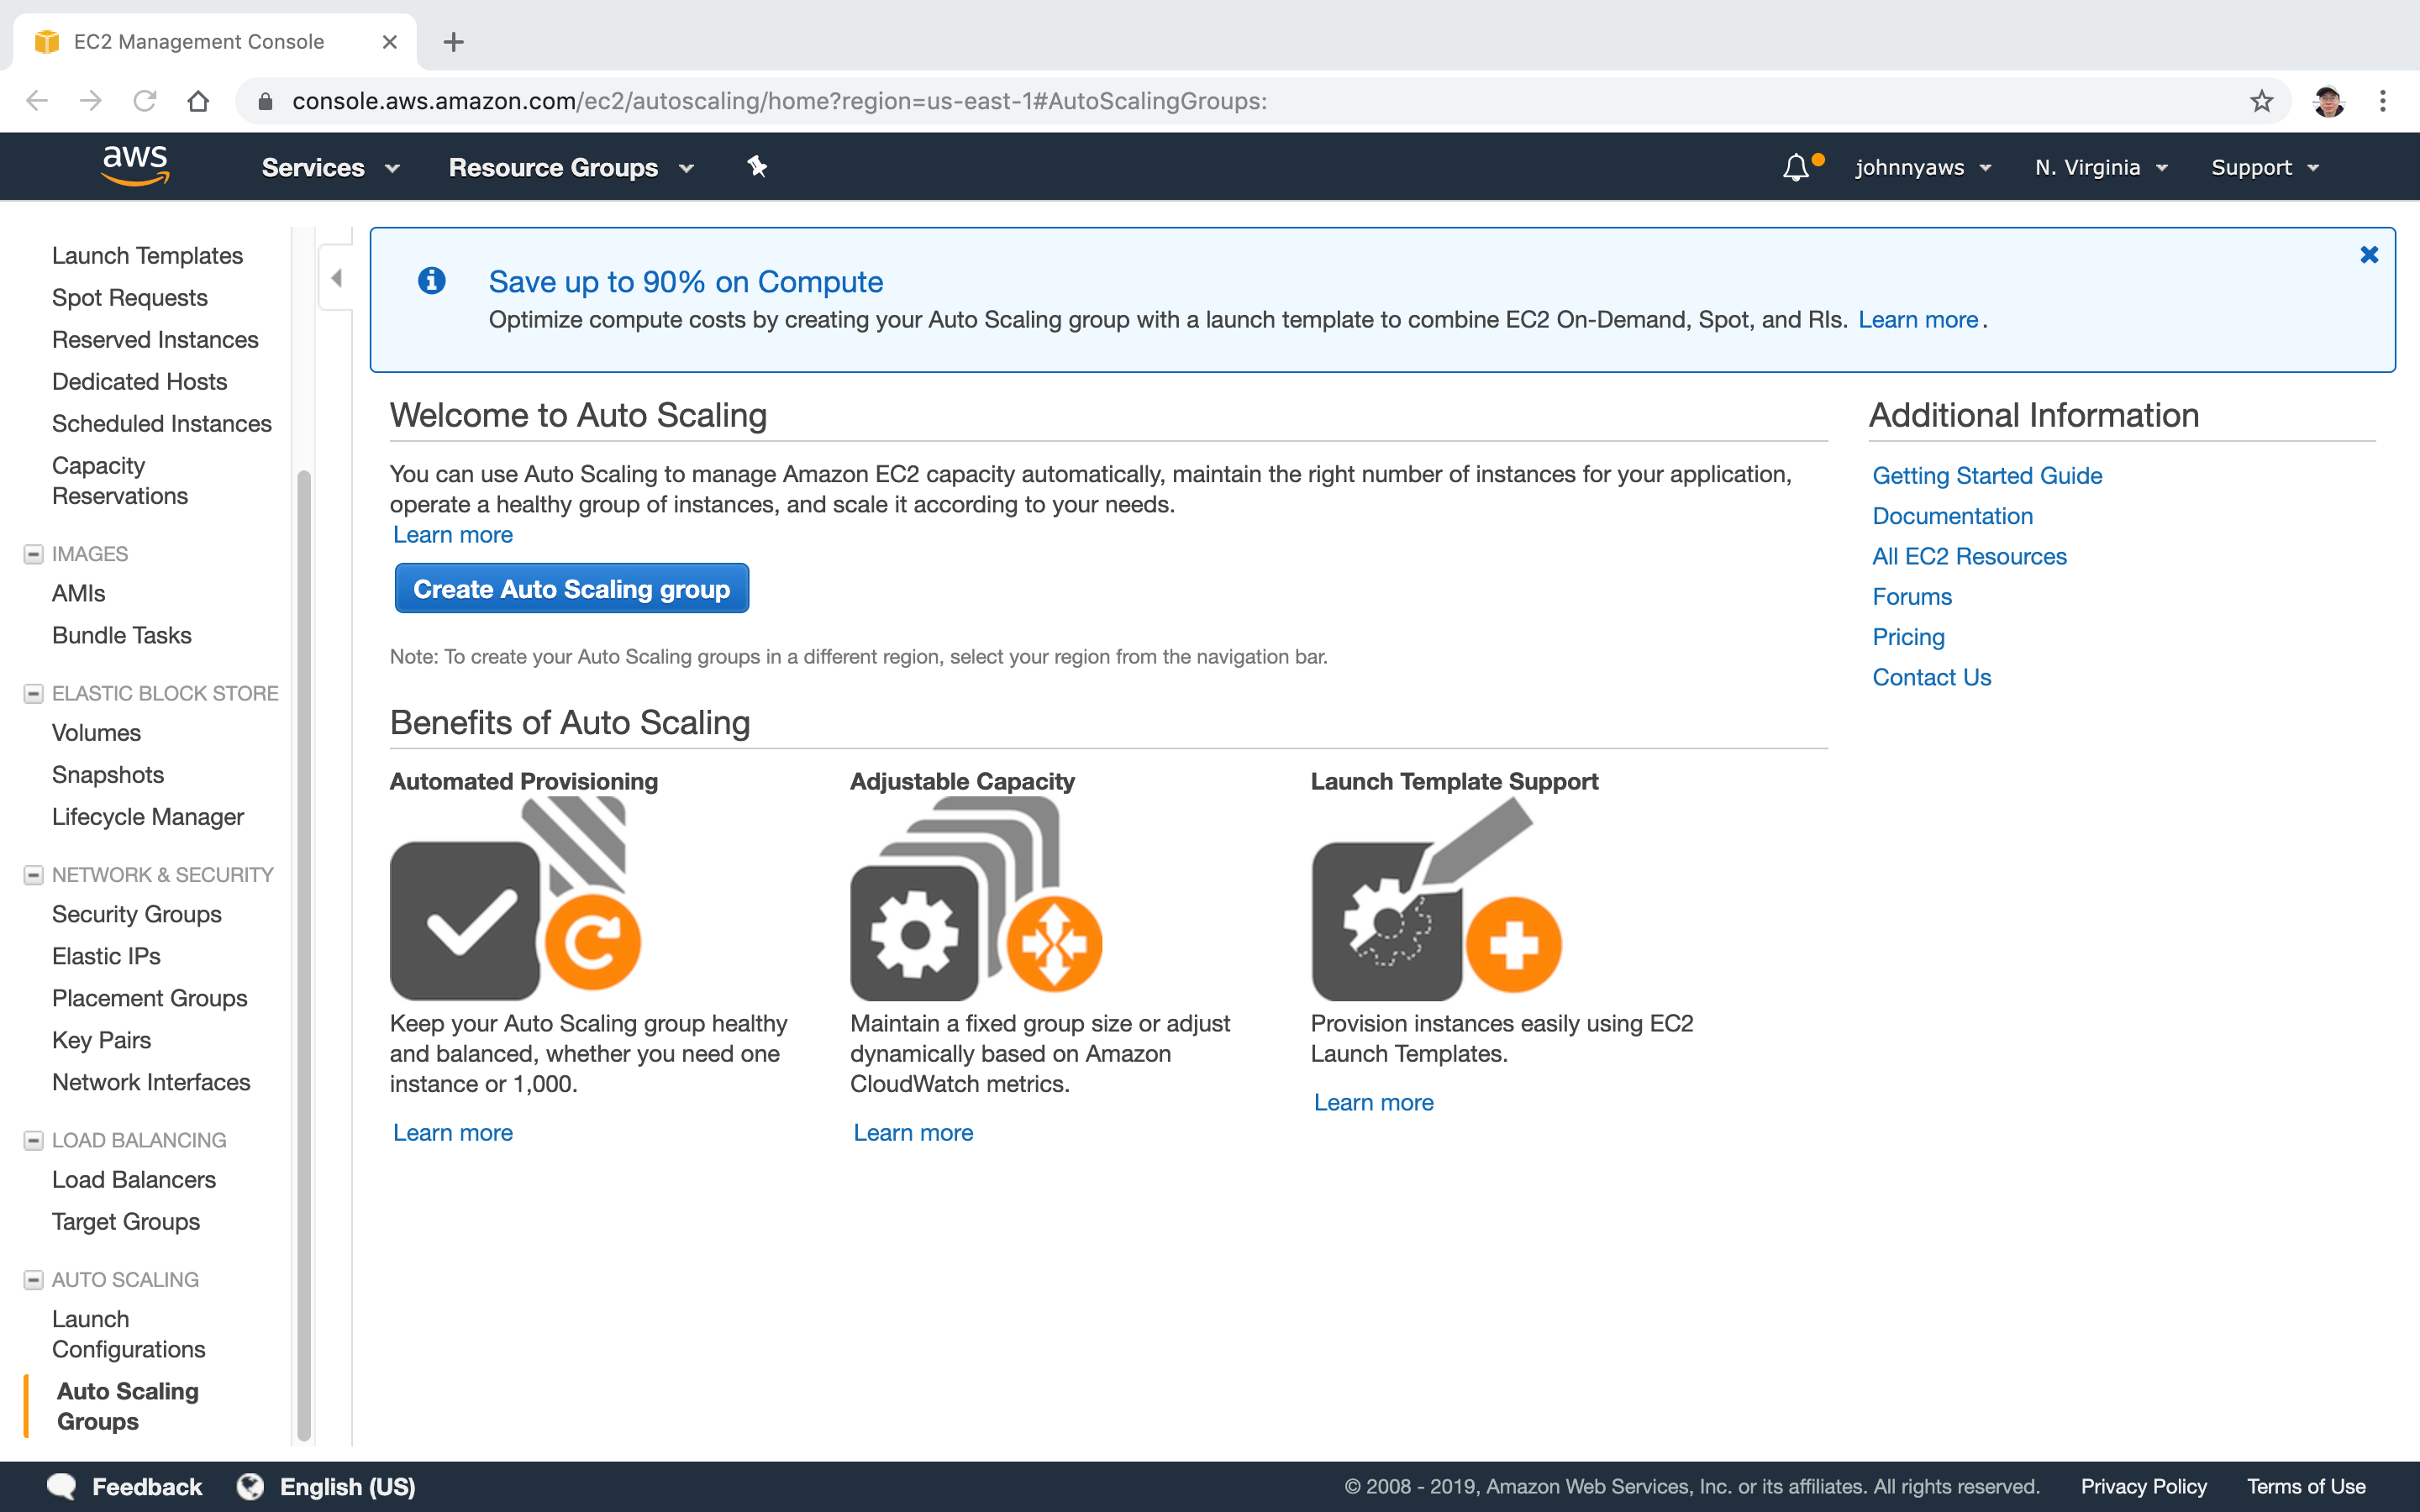 EC2 Management Console
console.aws.amazon.com/ec2/autoscaling/home?region=us-east-1#AutoScalingGroups:
aws
Services
Resource Groups
johnnyaws
N. Virginia
Support
Launch Templates
Spot Requests
Reserved Instances
Dedicated Hosts
Scheduled Instances
Capacity
Reservations
IMAGES
AMIs
Bundle Tasks
ELASTIC BLOCK STORE
Volumes
Snapshots
Lifecycle Manager
NETWORK & SECURITY
Security Groups
Elastic IPs
Placement Groups
Key Pairs
Network Interfaces
LOAD BALANCING
Load Balancers
Target Groups
AUTO SCALING
Launch
Configurations
Auto Scaling
Groups
Save up to 90% on Compute
Optimize compute costs by creating your Auto Scaling group with a launch template to combine EC2 On-Demand, Spot, and RIs. Learn more.
Welcome to Auto Scaling
You can use Auto Scaling to manage Amazon EC2 capacity automatically, maintain the right number of instances for your application,
operate a healthy group of instances, and scale it according to your needs.
Learn more
Create Auto Scaling group
Note: To create your Auto Scaling groups in a different region, select your region from the navigation bar.
Benefits of Auto Scaling
Automated Provisioning
Keep your Auto Scaling group healthy
and balanced, whether you need one
instance or 1,000.
Learn more
Adjustable Capacity
Maintain a fixed group size or adjust
dynamically based on Amazon
CloudWatch metrics.
Learn more
Launch Template Support
Provision instances easily using EC2
Launch Templates.
Learn more
Additional Information
Getting Started Guide
Documentation
All EC2 Resources
Forums
Pricing
Contact Us
Feedback
English (US)
© 2008 - 2019, Amazon Web Services, Inc. or its affiliates. All rights reserved.
Privacy Policy
Terms of Use